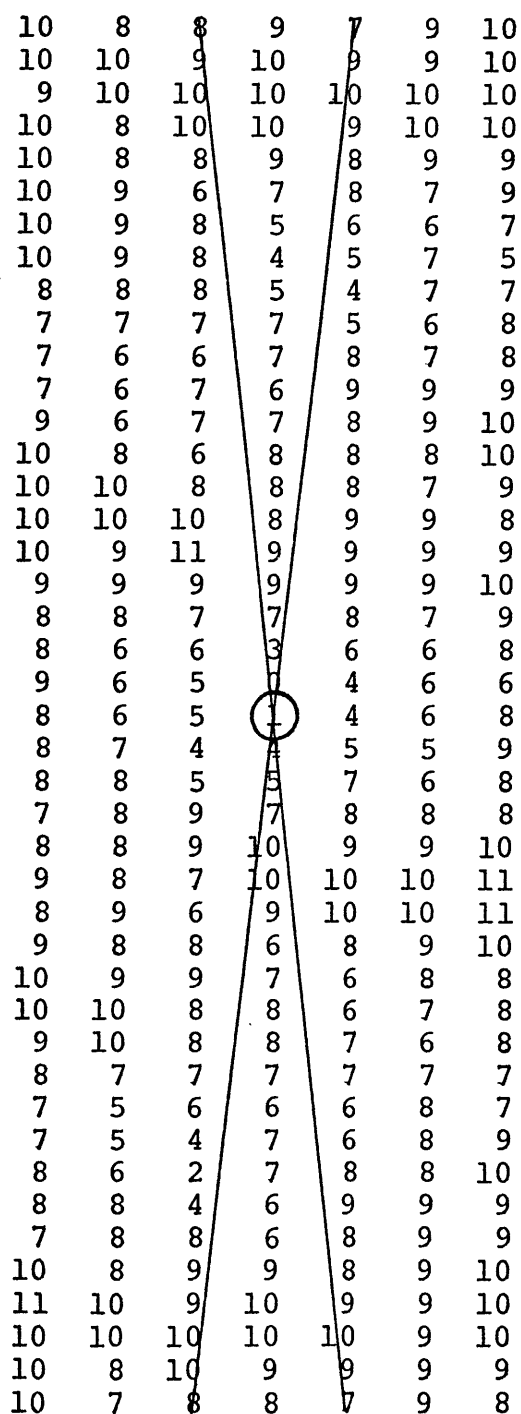 10 8 8 9 7 9 10
10 10 9 10 9 9 10
9 10 10 10 10 10 10
10 8 10 10 9 10 10
10 8 8 9 8 9 9
10 9 6 7 8 7 9
10 9 8 5 6 6 7
10 9 8 4 5 7 5
8 8 8 5 4 7 7
7 7 7 7 5 6 8
7 6 6 7 8 7 8
7 6 7 6 9 9 9
9 6 7 7 8 9 10
10 8 6 8 8 8 10
10 10 8 8 8 7 9
10 10 10 8 9 9 8
10 9 11 9 9 9 9
9 9 9 9 9 9 10
8 8 7 7 8 7 9
8 6 6 3 6 6 8
9 6 5 0 4 6 6
8 6 5 1 4 6 8
8 7 4 4 5 5 9
8 8 5 5 7 6 8
7 8 9 7 8 8 8
8 8 9 10 9 9 10
9 8 7 10 10 10 11
8 9 6 9 10 10 11
9 8 8 6 8 9 10
10 9 9 7 6 8 8
10 10 8 8 6 7 8
9 10 8 8 7 6 8
8 7 7 7 7 7 7
7 5 6 6 6 8 7
7 5 4 7 6 8 9
8 6 2 7 8 8 10
8 8 4 6 9 9 9
7 8 8 6 8 9 9
10 8 9 9 8 9 10
11 10 9 10 9 9 10
10 10 10 10 10 9 10
10 8 10 9 9 9 9
10 7 8 8 7 9 8